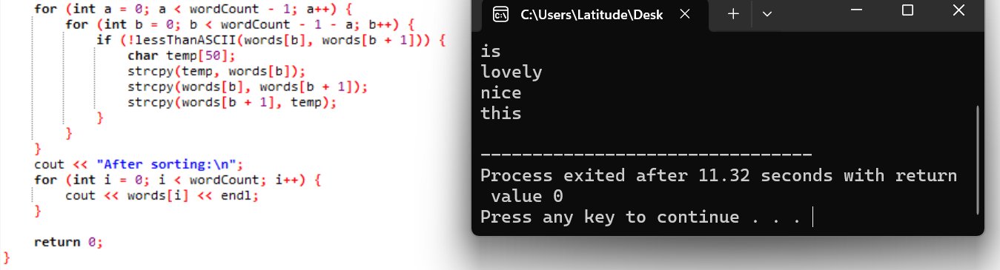 for (int a = 0; a < wordCount - 1; a++) {
for (int b = 0; b < wordCount - 1 - a; b++) {
if (!lessThanASCII(words[b], words[b + 1])) {
char temp[50];
strcpy(temp, words[b]);
strcpy(words[b], words[b + 1]);
strcpy(words[b + 1], temp);
}
}
}
cout << "After sorting:\n";
for (int i = 0; i < wordCount; i++) {
cout << words[i] << endl;
}
return 0;
}
C:\Users\Latitude\Desk
is
lovely
nice
this
--------------------------------
Process exited after 11.32 seconds with return
value 0
Press any key to continue . . .